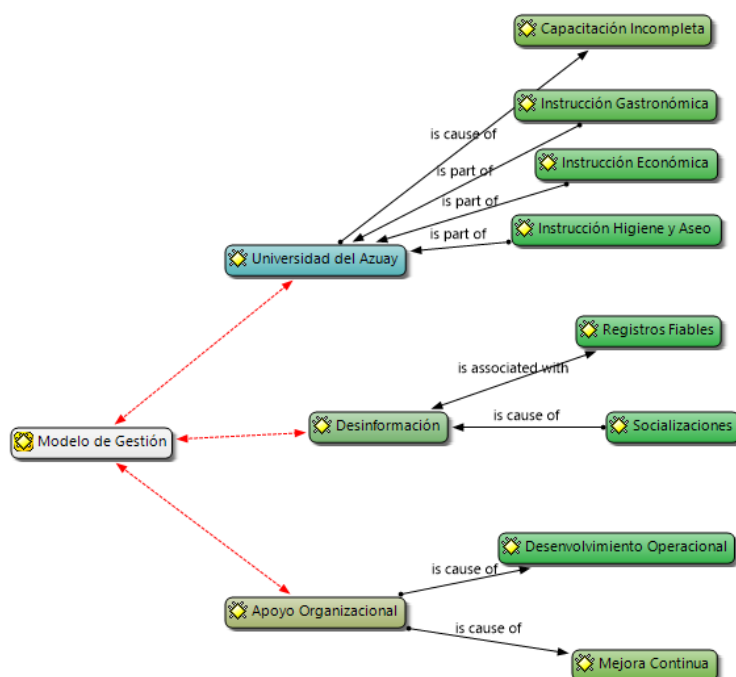 Capacitación Incompleta
Instrucción Gastronómica
is cause of
Instrucción Económica
is part of
is part of
Instrucción Higiene y Aseo
is part of
Universidad del Azuay
Registros Fiables
is associated with
is cause of
Desinformación
Socializaciones
Modelo de Gestión
Desenvolvimiento Operacional
is cause of
Apoyo Organizacional
is cause of
Mejora Continua